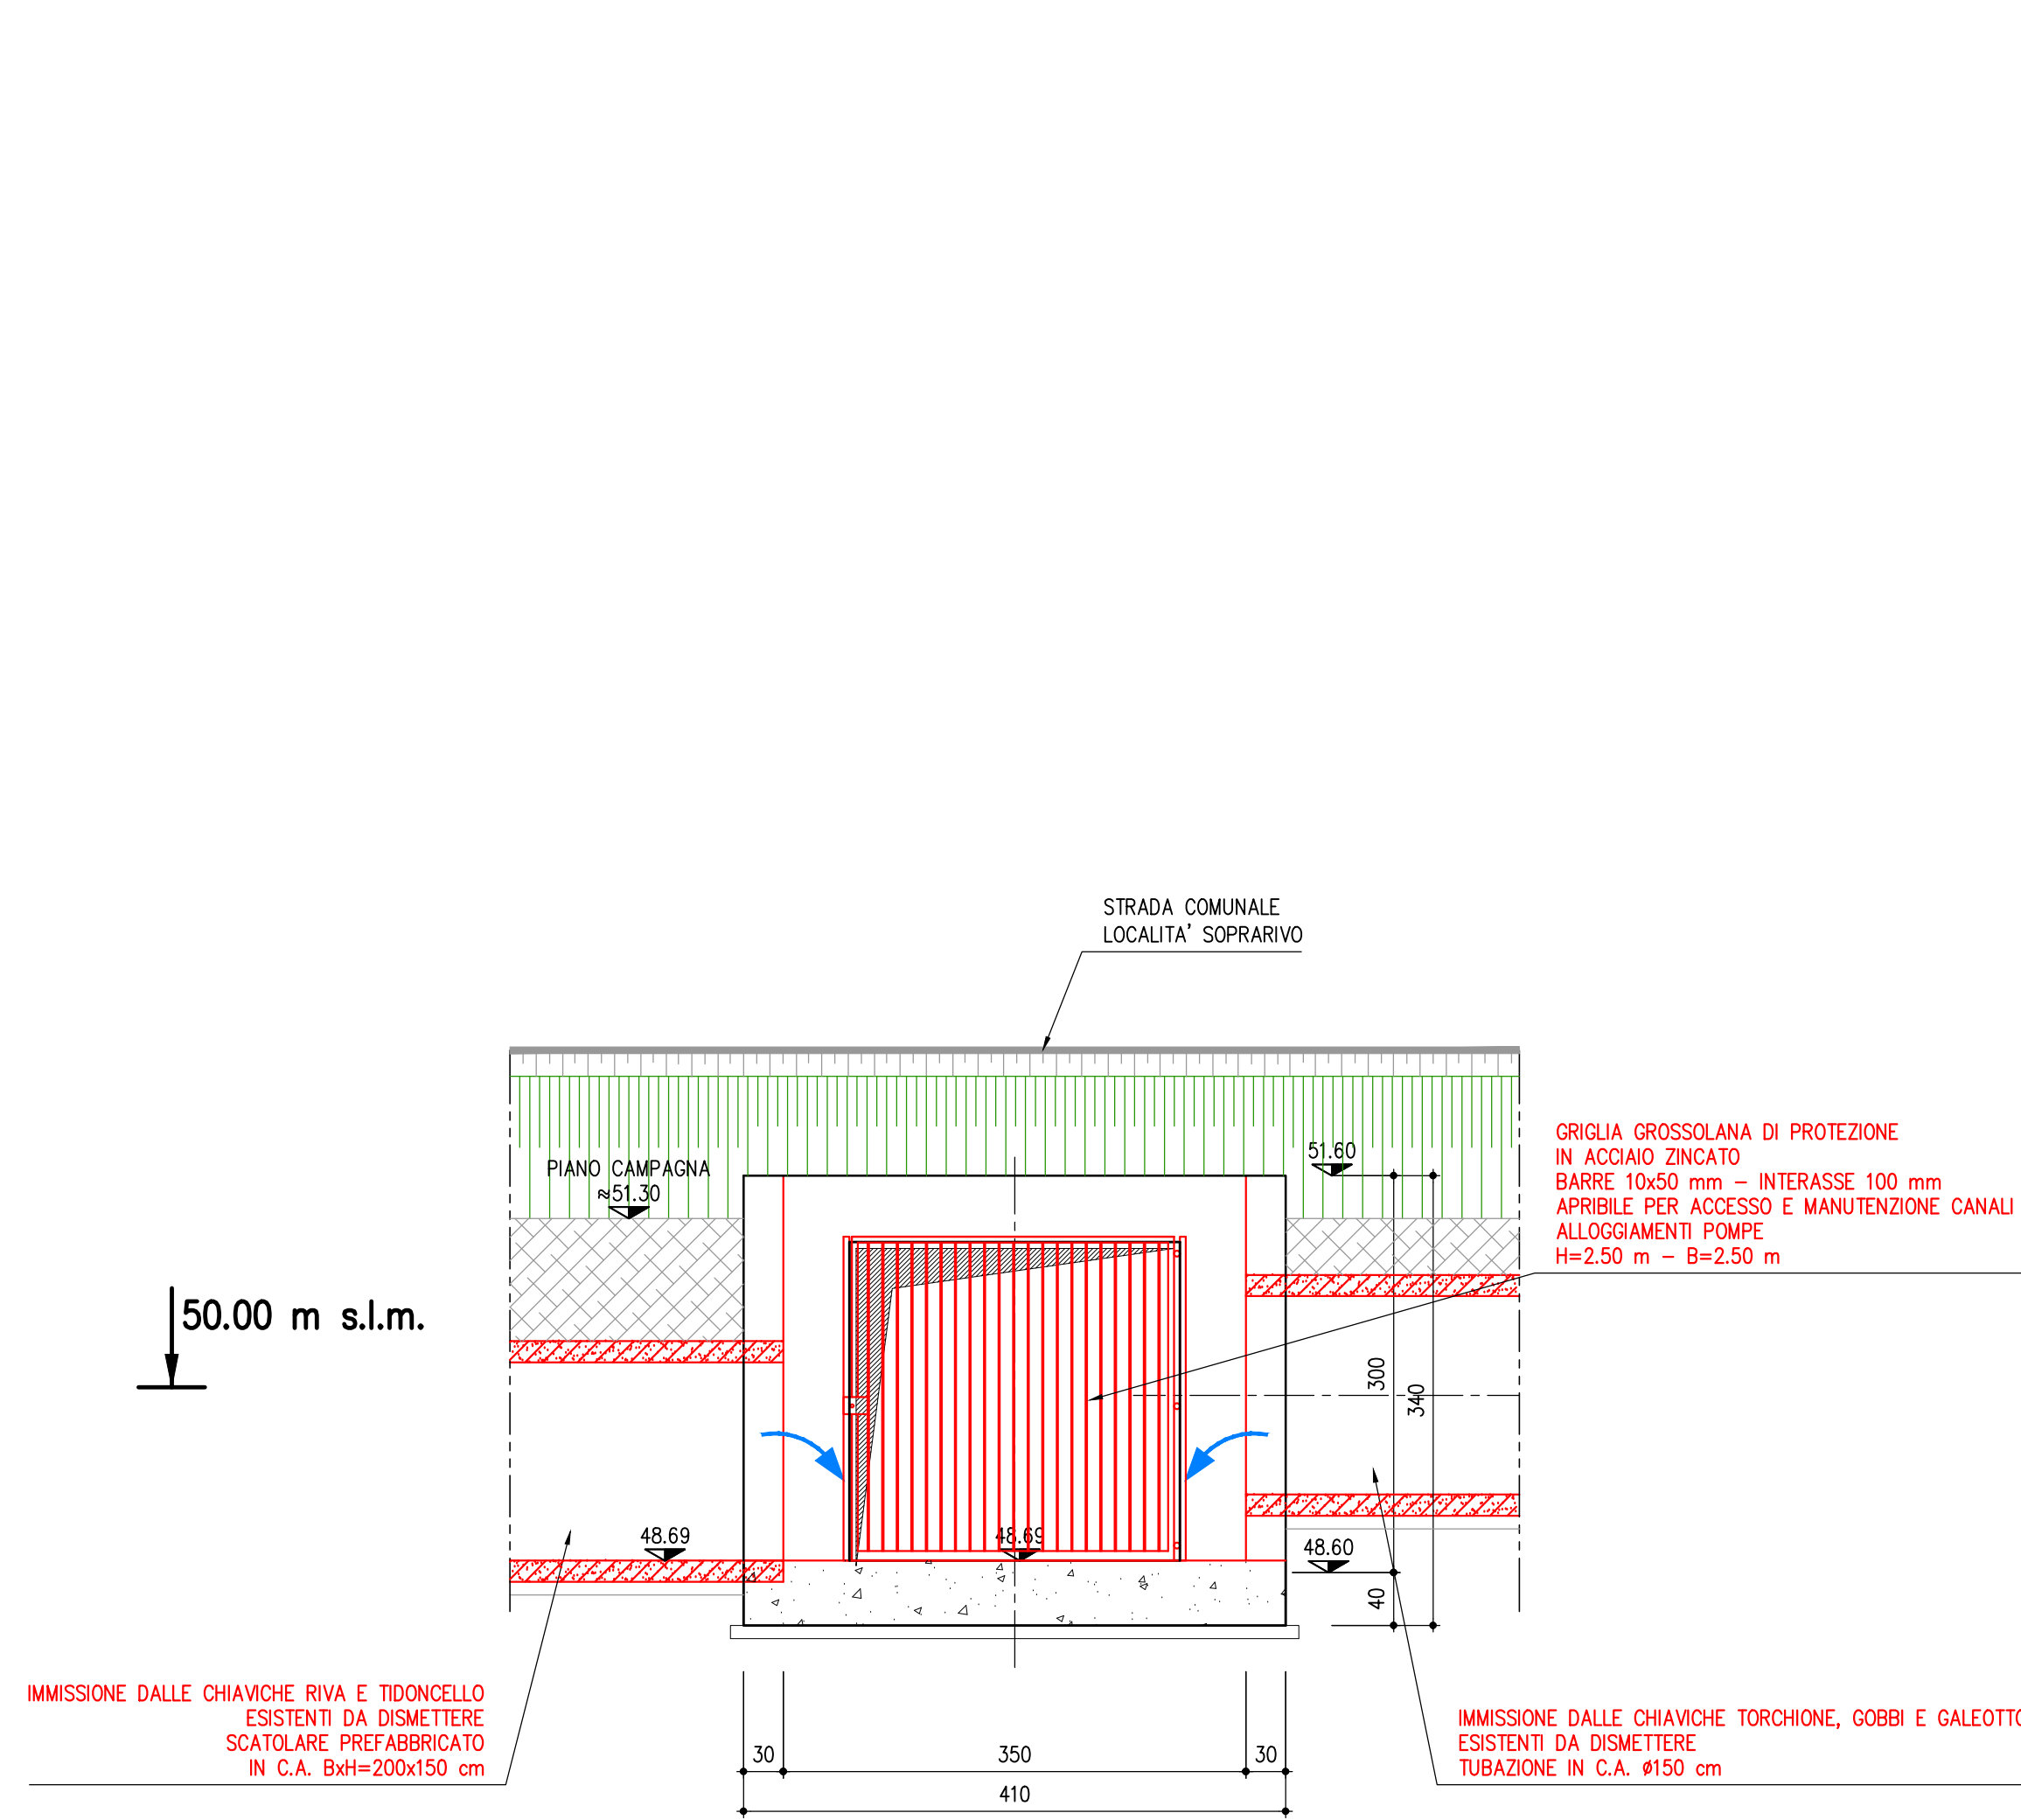 STRADA COMUNALE
LOCALITA' SOPRARIVO
GRIGLIA GROSSOLANA DI PROTEZIONE
IN ACCIAIO ZINCATO
BARRE 10x50 mm – INTERASSE 100 mm
APRIBILE PER ACCESSO E MANUTENZIONE CANALI
ALLOGGIAMENTI POMPE
H=2.50 m – B=2.50 m
51.60
PIANO CAMPAGNA
≈51.30
50.00 m s.l.m.
300
340
48.69
48.69
48.60
40
IMMISSIONE DALLE CHIAVICHE RIVA E TIDONCELLO
ESISTENTI DA DISMETTERE
SCATOLARE PREFABBRICATO
IN C.A. BxH=200x150 cm
IMMISSIONE DALLE CHIAVICHE TORCHIONE, GOBBI E GALEOTTO
ESISTENTI DA DISMETTERE
TUBAZIONE IN C.A. ø150 cm
30
350
30
410